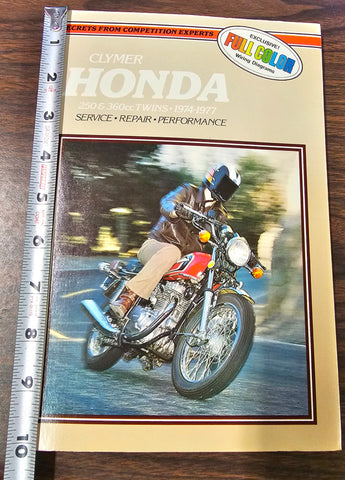 SECRETS FROM COMPETITION EXPERTS
EXCLUSIVE!
FULL COLOR
Wiring Diagrams
CLYMER
HONDA
250 & 360cc TWINS • 1974-1977
SERVICE • REPAIR • PERFORMANCE
1
2
3
4
5
6
7
8
9
10